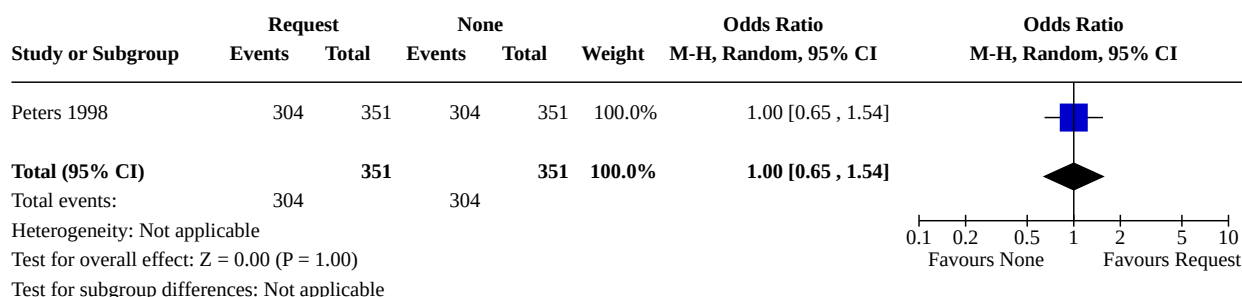 Request None Odds Ratio Odds Ratio
Study or Subgroup Events Total Events Total Weight M-H, Random, 95% CI M-H, Random, 95% CI
Peters 1998 304 351 304 351 100.0% 1.00 [0.65 , 1.54]
Total (95% CI) 351 351 100.0% 1.00 [0.65 , 1.54]
Total events: 304 304
Heterogeneity: Not applicable
0.1 0.2 0.5 1 2 5 10
Test for overall effect: Z = 0.00 (P = 1.00) Favours None Favours Request
Test for subgroup differences: Not applicable